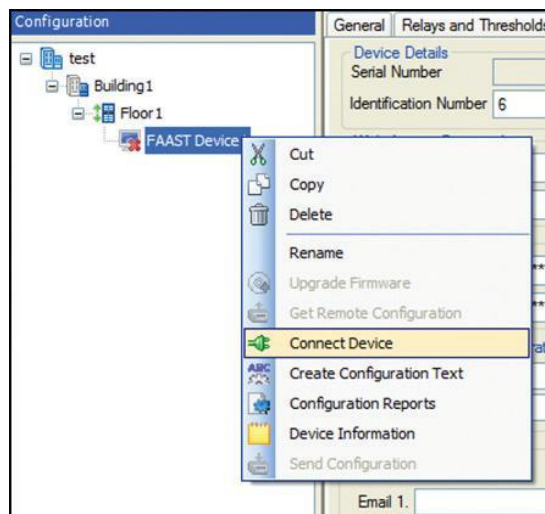 Configuration
General Relays and Thresholds
test
Device Details
Serial Number
Building1
Identification Number 6
Floor1
FAAST Device
Cut
Copy
Delete
Rename
**
Upgrade Firmware
**
Get Remote Configuration
Connect Device
Create Configuration Text
Configuration Reports
Device Information
Send Configuration
Email 1.